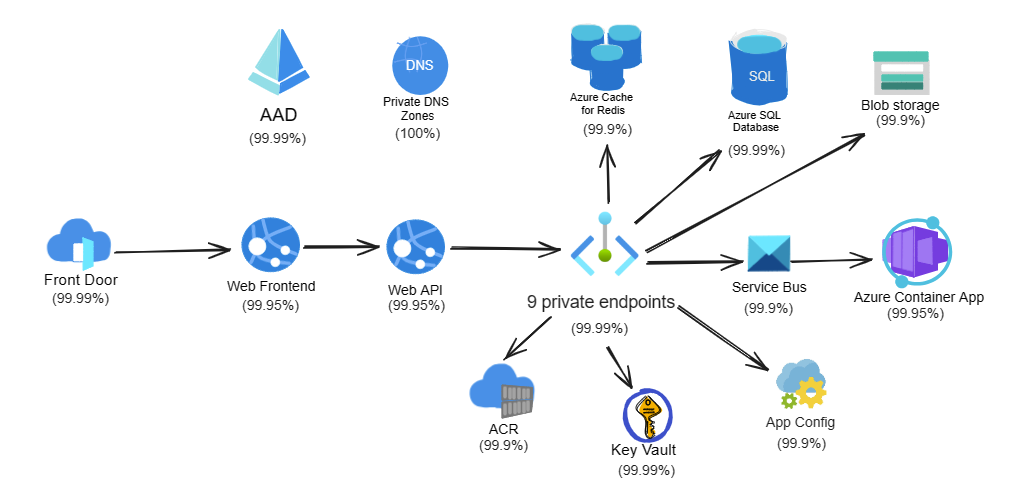 AAD
(99.99%)
DNS
Private DNS
Zones
(100%)
Azure Cache
for Redis
(99.9%)
SQL
Azure SQL
Database
(99.99%)
Blob storage
(99.9%)
Front Door
(99.99%)
Web Frontend
(99.95%)
Web API
(99.95%)
9 private endpoints
(99.99%)
Service Bus
(99.9%)
Azure Container App
(99.95%)
ACR
(99.9%)
Key Vault
(99.99%)
App Config
(99.9%)